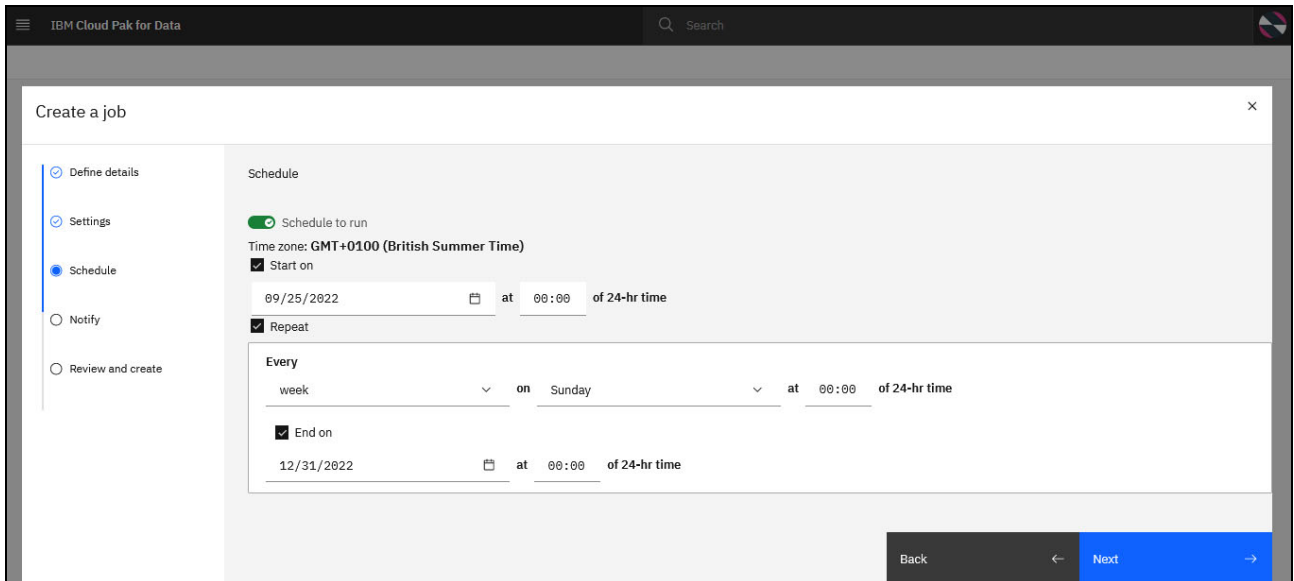 IBM Cloud Pak for Data
Search
Create a job
Define details
Settings
Schedule
Notify
Review and create
Schedule
Schedule to run
Time zone: GMT+0100 (British Summer Time)
Start on
09/25/2022 at 00:00 of 24-hr time
Repeat
Every
week on Sunday at 00:00 of 24-hr time
End on
12/31/2022 at 00:00 of 24-hr time
Back Next